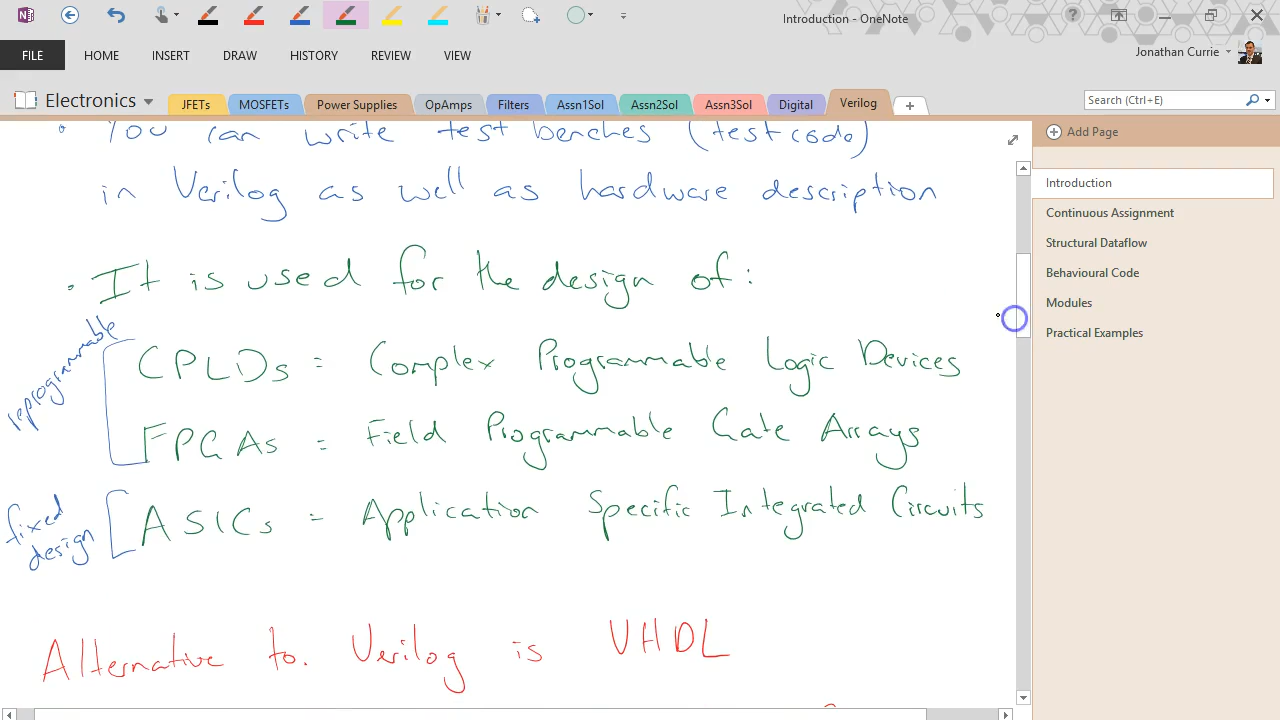 Introduction - OneNote
FILE HOME INSERT DRAW HISTORY REVIEW VIEW
Jonathan Currie
Electronics JFETs MOSFETs Power Supplies OpAmps Filters Assn1Sol Assn2Sol Assn3Sol Digital Verilog
Search (Ctrl+E)
Add Page
Introduction
Continuous Assignment
Structural Dataflow
Behavioural Code
Modules
Practical Examples
• You can write test benches (test code)
in Verilog as well as hardware description
• It is used for the design of:
reprogrammable
CPLDs = Complex Programmable Logic Devices
FPGAs = Field Programmable Gate Arrays
fixed
design
ASICs = Application Specific Integrated Circuits
Alternative to. Verilog is VHDL